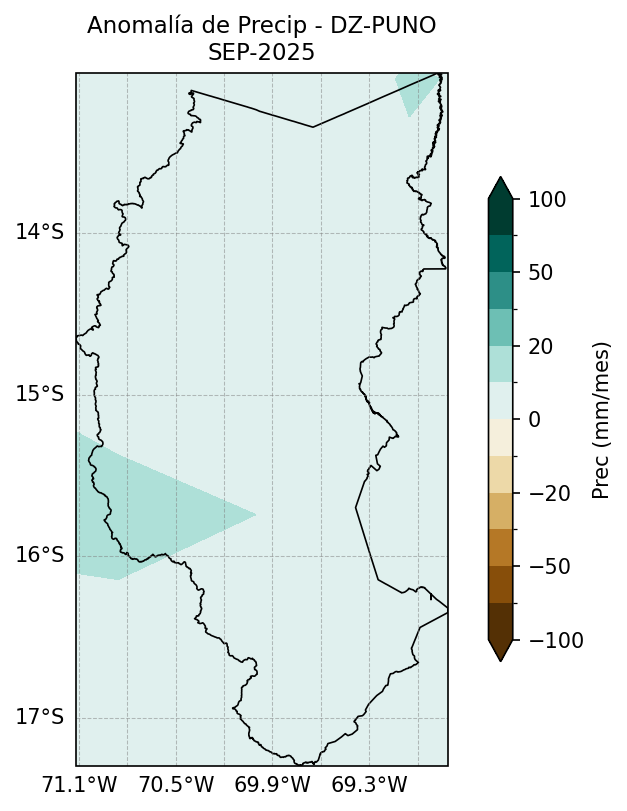 Anomalía de Precip - DZ-PUNO
SEP-2025
14°S
15°S
16°S
17°S
71.1°W 70.5°W 69.9°W 69.3°W
100
50
20
0
−20
−50
−100
Prec (mm/mes)